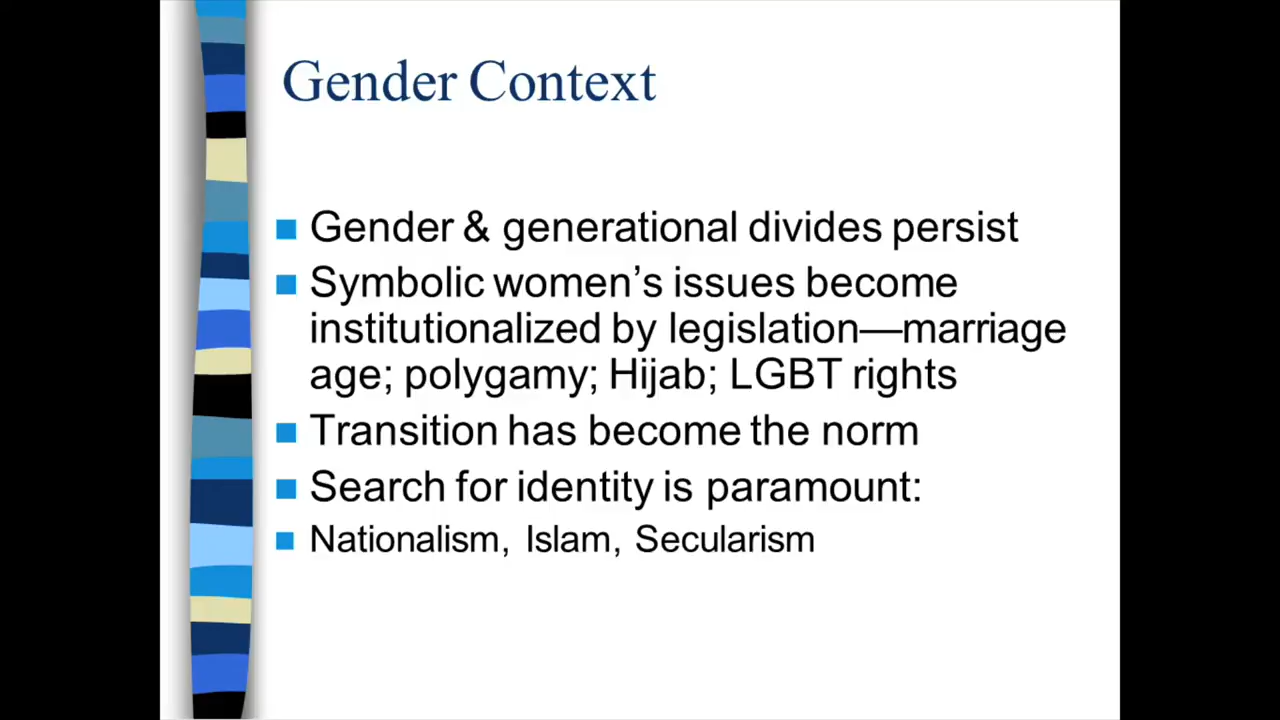 Gender Context
Gender & generational divides persist
Symbolic women’s issues become
institutionalized by legislation—marriage
age; polygamy; Hijab; LGBT rights
Transition has become the norm
Search for identity is paramount:
Nationalism, Islam, Secularism